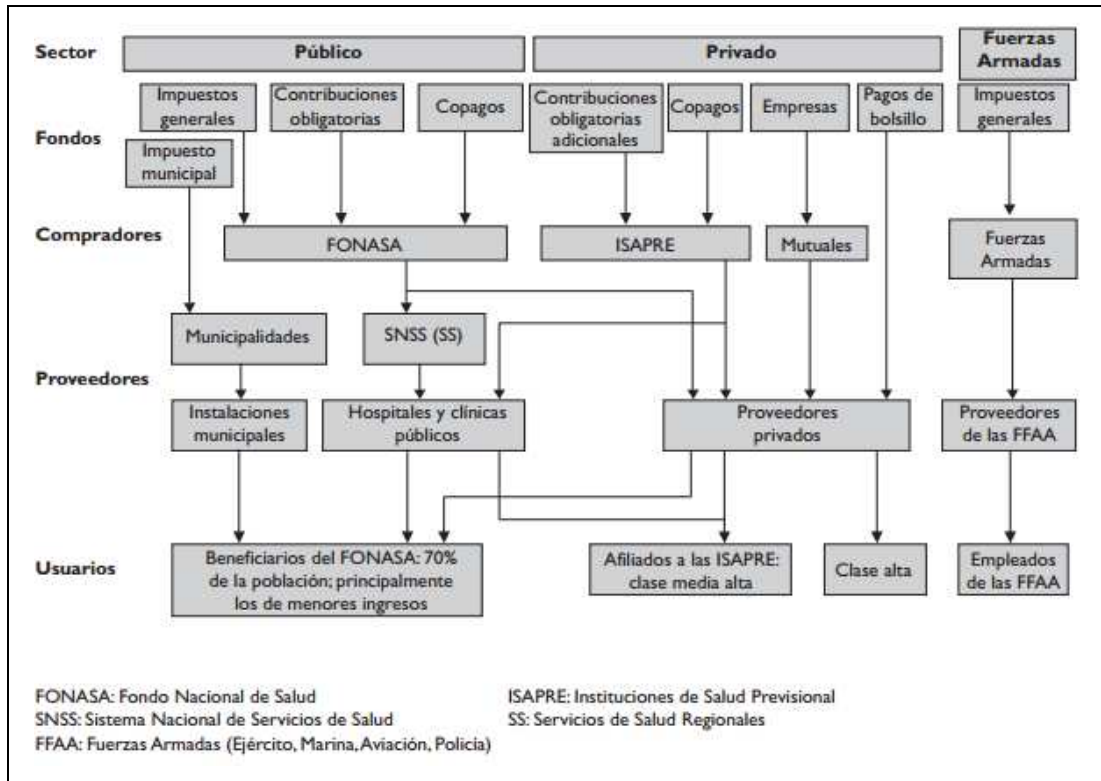 Sector
Público
Privado
Fuerzas
Armadas
Fondos
Impuestos
generales
Contribuciones
obligatorias
Copagos
Contribuciones
obligatorias
adicionales
Copagos
Empresas
Pagos de
bolsillo
Impuestos
generales
Impuesto
municipal
Compradores
FONASA
ISAPRE
Mutuales
Fuerzas
Armadas
Municipalidades
SNSS (SS)
Proveedores
Instalaciones
municipales
Hospitales y clínicas
públicos
Proveedores
privados
Proveedores
de las FFAA
Usuarios
Beneficiarios del FONASA: 70%
de la población; principalmente
los de menores ingresos
Afiliados a las ISAPRE:
clase media alta
Clase alta
Empleados
de las FFAA
FONASA: Fondo Nacional de Salud
ISAPRE: Instituciones de Salud Previsional
SNSS: Sistema Nacional de Servicios de Salud
SS: Servicios de Salud Regionales
FFAA: Fuerzas Armadas (Ejército, Marina, Aviación, Policía)